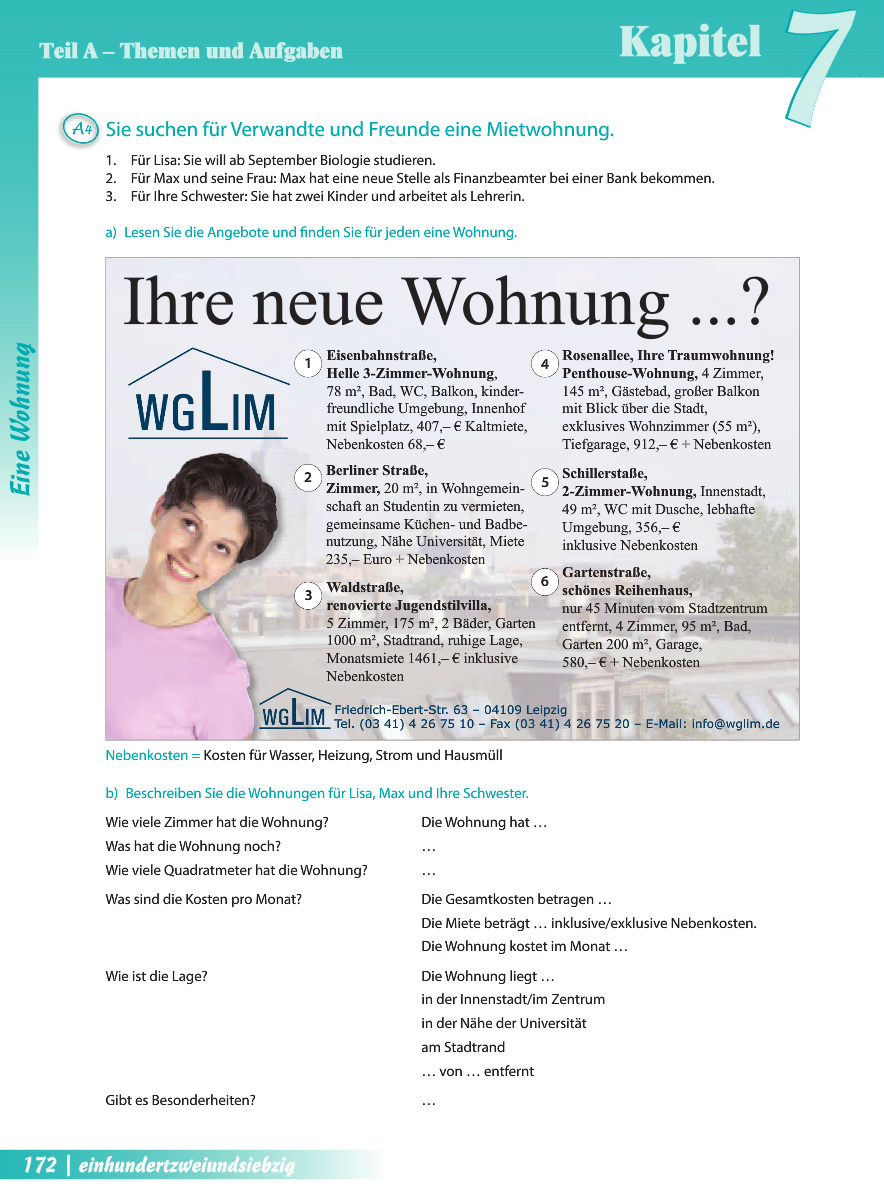 Teil A – Themen und Aufgaben
Kapitel 7
A4 Sie suchen für Verwandte und Freunde eine Mietwohnung.
1. Für Lisa: Sie will ab September Biologie studieren.
2. Für Max und seine Frau: Max hat eine neue Stelle als Finanzbeamter bei einer Bank bekommen.
3. Für Ihre Schwester: Sie hat zwei Kinder und arbeitet als Lehrerin.
a) Lesen Sie die Angebote und finden Sie für jeden eine Wohnung.
Eine Wohnung
Ihre neue Wohnung ...?
WGLIM
1
Eisenbahnstraße,
Helle 3-Zimmer-Wohnung,
78 m², Bad, WC, Balkon, kinder-
freundliche Umgebung, Innenhof
mit Spielplatz, 407,– € Kaltmiete,
Nebenkosten 68,– €
2
Berliner Straße,
Zimmer, 20 m², in Wohngemein-
schaft an Studentin zu vermieten,
gemeinsame Küchen- und Badbe-
nutzung, Nähe Universität, Miete
235,– Euro + Nebenkosten
3
Waldstraße,
renovierte Jugendstilvilla,
5 Zimmer, 175 m², 2 Bäder, Garten
1000 m², Stadtrand, ruhige Lage,
Monatsmiete 1461,– € inklusive
Nebenkosten
4
Rosenallee, Ihre Traumwohnung!
Penthouse-Wohnung, 4 Zimmer,
145 m², Gästebad, großer Balkon
mit Blick über die Stadt,
exklusives Wohnzimmer (55 m²),
Tiefgarage, 912,– € + Nebenkosten
5
Schillerstaße,
2-Zimmer-Wohnung, Innenstadt,
49 m², WC mit Dusche, lebhafte
Umgebung, 356,– €
inklusive Nebenkosten
6
Gartenstraße,
schönes Reihenhaus,
nur 45 Minuten vom Stadtzentrum
entfernt, 4 Zimmer, 95 m², Bad,
Garten 200 m², Garage,
580,– € + Nebenkosten
WGLIM
Friedrich-Ebert-Str. 63 – 04109 Leipzig
Tel. (03 41) 4 26 75 10 – Fax (03 41) 4 26 75 20 – E-Mail: info@wglim.de
Nebenkosten = Kosten für Wasser, Heizung, Strom und Hausmüll
b) Beschreiben Sie die Wohnungen für Lisa, Max und Ihre Schwester.
Wie viele Zimmer hat die Wohnung? Die Wohnung hat …
Was hat die Wohnung noch? …
Wie viele Quadratmeter hat die Wohnung? …
Was sind die Kosten pro Monat? Die Gesamtkosten betragen …
Die Miete beträgt … inklusive/exklusive Nebenkosten.
Die Wohnung kostet im Monat …
Wie ist die Lage? Die Wohnung liegt …
in der Innenstadt/im Zentrum
in der Nähe der Universität
am Stadtrand
… von … entfernt
Gibt es Besonderheiten? …
172 | einhundertzweiundsiebzig